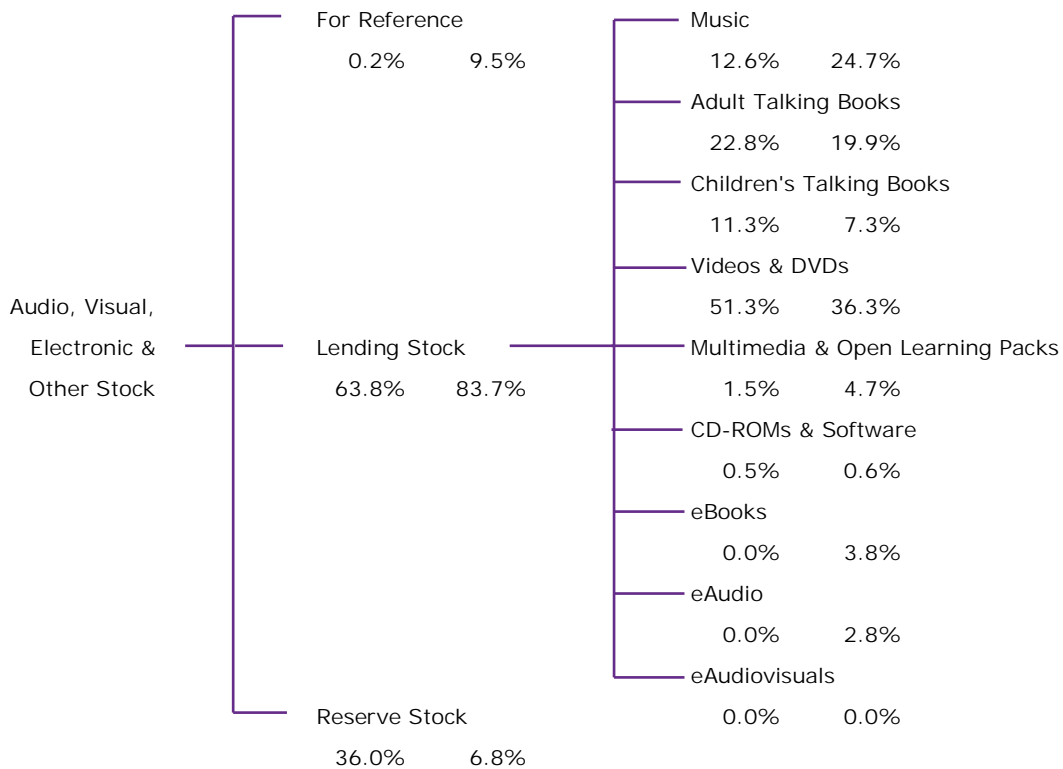 For Reference
0.2% 9.5%
Audio, Visual,
Electronic &
Other Stock
Lending Stock
63.8% 83.7%
Reserve Stock
36.0% 6.8%
Music
12.6% 24.7%
Adult Talking Books
22.8% 19.9%
Children's Talking Books
11.3% 7.3%
Videos & DVDs
51.3% 36.3%
Multimedia & Open Learning Packs
1.5% 4.7%
CD-ROMs & Software
0.5% 0.6%
eBooks
0.0% 3.8%
eAudio
0.0% 2.8%
eAudiovisuals
0.0% 0.0%